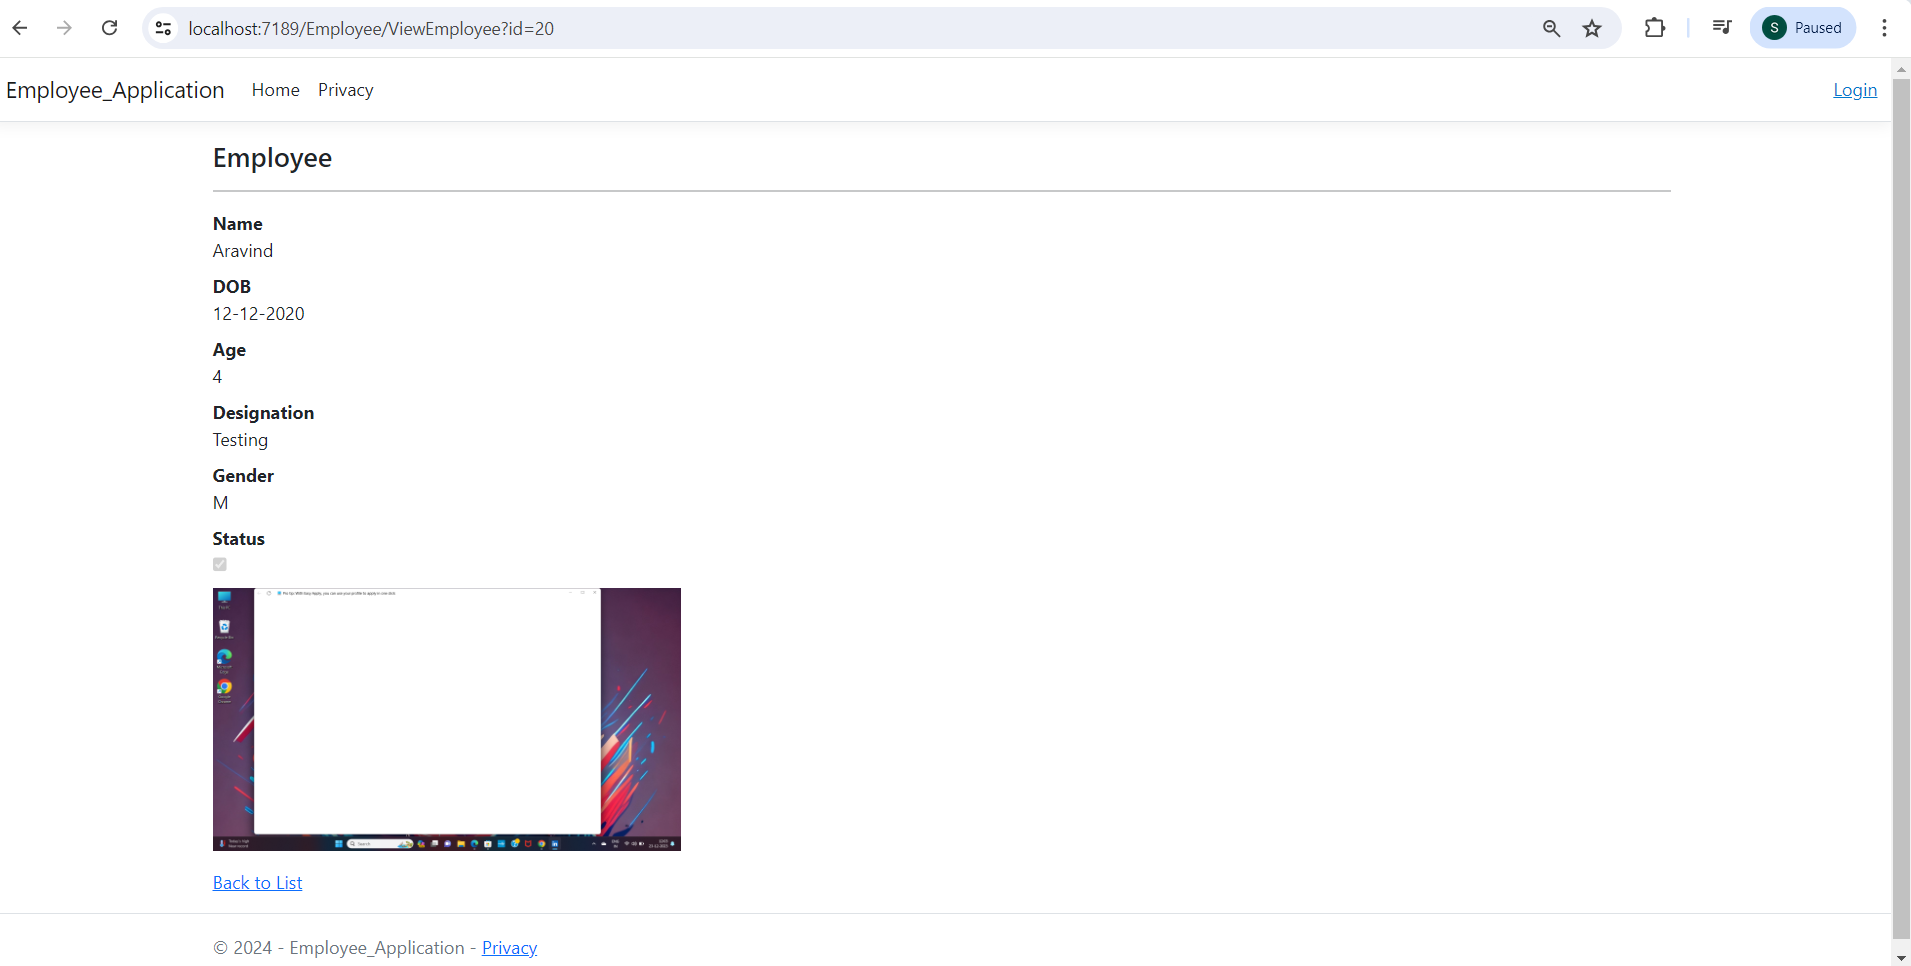 localhost:7189/Employee/ViewEmployee?id=20
S Paused
Employee_Application Home Privacy Login
Employee
Name
Aravind
DOB
12-12-2020
Age
4
Designation
Testing
Gender
M
Status
Search
Back to List
© 2024 - Employee_Application - Privacy